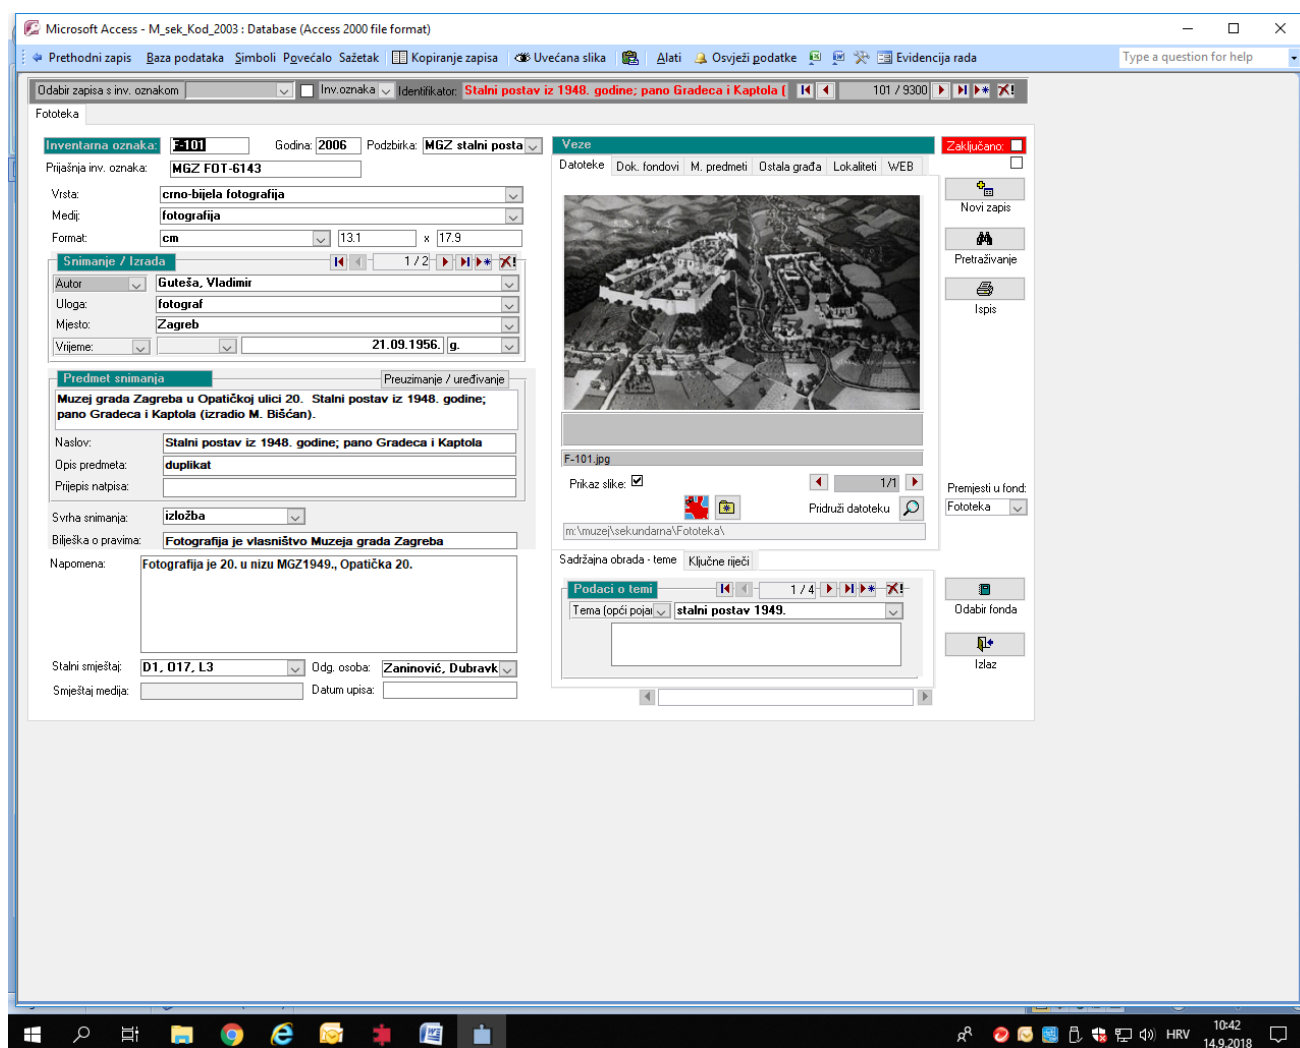 Microsoft Access - M_sek_Kod_2003 : Database (Access 2000 file format)
Prethodni zapis Baza podataka Simboli Povećalo Sažetak Kopiranje zapisa Uvećana slika Alati Osvježi podatke Evidencija rada Type a question for help
Odabir zapisa s inv. oznakom Inv.oznaka Identifikator: Stalni postav iz 1948. godine; pano Gradeca i Kaptola ( 101 / 9300
Fototeka
Inventarna oznaka: F-101 Godina: 2006 Podzbirka: MGZ stalni posta
Prijašnja inv. oznaka: MGZ FOT-6143
Vrsta: crno-bijela fotografija
Medij: fotografija
Format: cm 13.1 x 17.9
Snimanje / Izrada 1 / 2
Autor Guteša, Vladimir
Uloga: fotograf
Mjesto: Zagreb
Vrijeme: 21.09.1956. g.
Predmet snimanja Preuzimanje / uređivanje
Muzej grada Zagreba u Opatičkoj ulici 20. Stalni postav iz 1948. godine;
pano Gradeca i Kaptola (izradio M. Bišćan).
Naslov: Stalni postav iz 1948. godine; pano Gradeca i Kaptola
Opis predmeta: duplikat
Prijepis natpisa:
Svrha snimanja: izložba
Bilješka o pravima: Fotografija je vlasništvo Muzeja grada Zagreba
Napomena: Fotografija je 20. u nizu MGZ1949., Opatička 20.
Stalni smještaj: D1, 017, L3 Odg. osoba: Zaninović, Dubravk
Smještaj medija: Datum upisa:
Veze
Datoteke Dok. fondovi M. predmeti Ostala građa Lokaliteti WEB
F-101.jpg
Prikaz slike: 1/1
Pridruži datoteku
m:\muzej\sekundarna\Fototeka\
Sadržajna obrada - teme Ključne riječi
Podaci o temi 1 / 4
Tema (opći pojam stalni postav 1949.
Zaključano:
Novi zapis
Pretraživanje
Ispis
Premjesti u fond:
Fototeka
Odabir fonda
Izlaz
HRV 10:42
14.9.2018